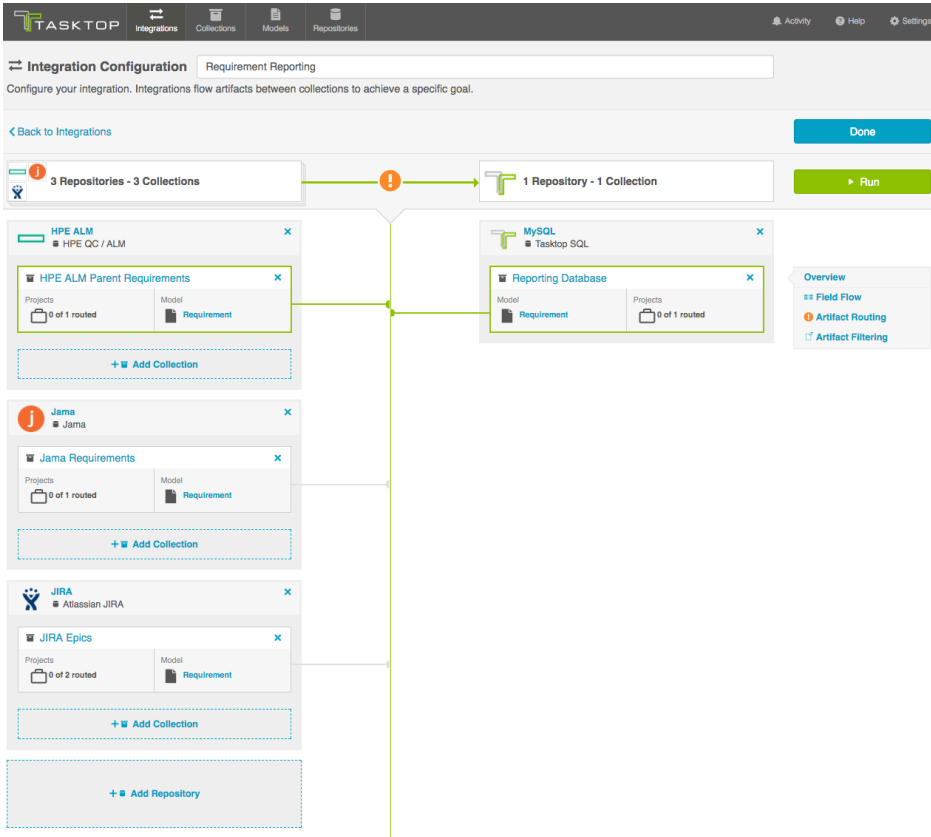 TASKTOP
Integrations
Collections
Models
Repositories
Activity
Help
Settings
Integration Configuration
Requirement Reporting
Configure your integration. Integrations flow artifacts between collections to achieve a specific goal.
Back to Integrations
Done
3 Repositories - 3 Collections
1 Repository - 1 Collection
Run
HPE ALM
HPE QC / ALM
HPE ALM Parent Requirements
Projects
0 of 1 routed
Model
Requirement
+ Add Collection
MySQL
Tasktop SQL
Reporting Database
Model
Requirement
Projects
0 of 1 routed
Overview
Field Flow
Artifact Routing
Artifact Filtering
Jama
Jama
Jama Requirements
Projects
0 of 1 routed
Model
Requirement
+ Add Collection
JIRA
Atlassian JIRA
JIRA Epics
Projects
0 of 2 routed
Model
Requirement
+ Add Collection
+ Add Repository